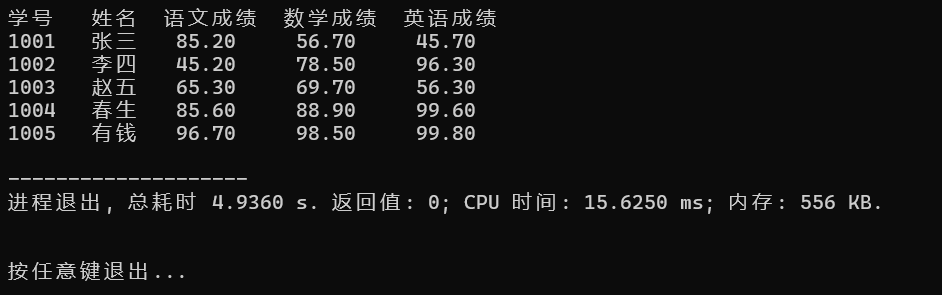 学号 姓名 语文成绩 数学成绩 英语成绩
1001 张三 85.20 56.70 45.70
1002 李四 45.20 78.50 96.30
1003 赵五 65.30 69.70 56.30
1004 春生 85.60 88.90 99.60
1005 有钱 96.70 98.50 99.80
--------------------
进程退出, 总耗时 4.9360 s. 返回值: 0; CPU 时间: 15.6250 ms; 内存: 556 KB.
按任意键退出...